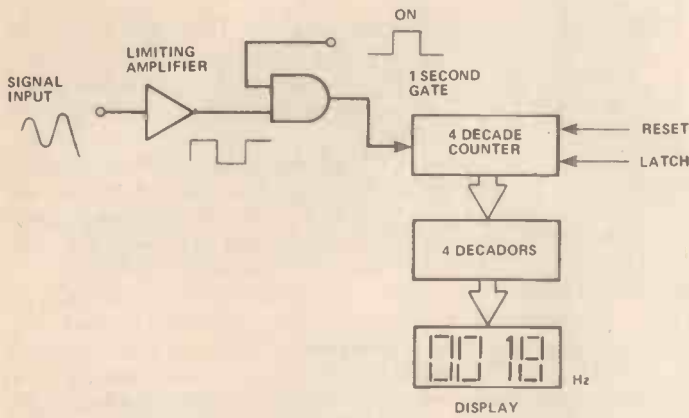 ON
LIMITING
AMPLIFIER
SIGNAL
INPUT
1 SECOND
GATE
4 DECADE
COUNTER
RESET
LATCH
4 DECADORS
0018
Hz
DISPLAY